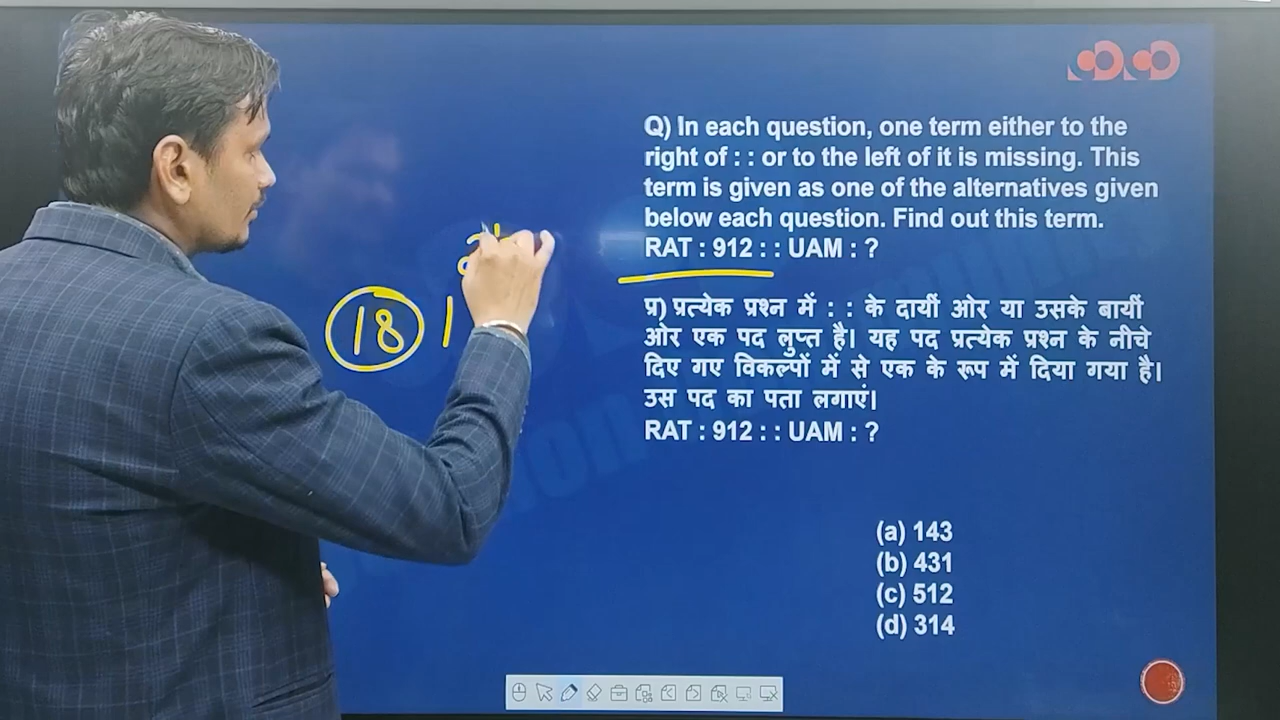 Q) In each question, one term either to the
right of : : or to the left of it is missing. This
term is given as one of the alternatives given
below each question. Find out this term.
RAT : 912 : : UAM : ?
प्र) प्रत्येक प्रश्न में : : के दायीं ओर या उसके बायीं
ओर एक पद लुप्त है। यह पद प्रत्येक प्रश्न के नीचे
दिए गए विकल्पों में से एक के रूप में दिया गया है।
उस पद का पता लगाएं।
RAT : 912 : : UAM : ?
18 1
(a) 143
(b) 431
(c) 512
(d) 314